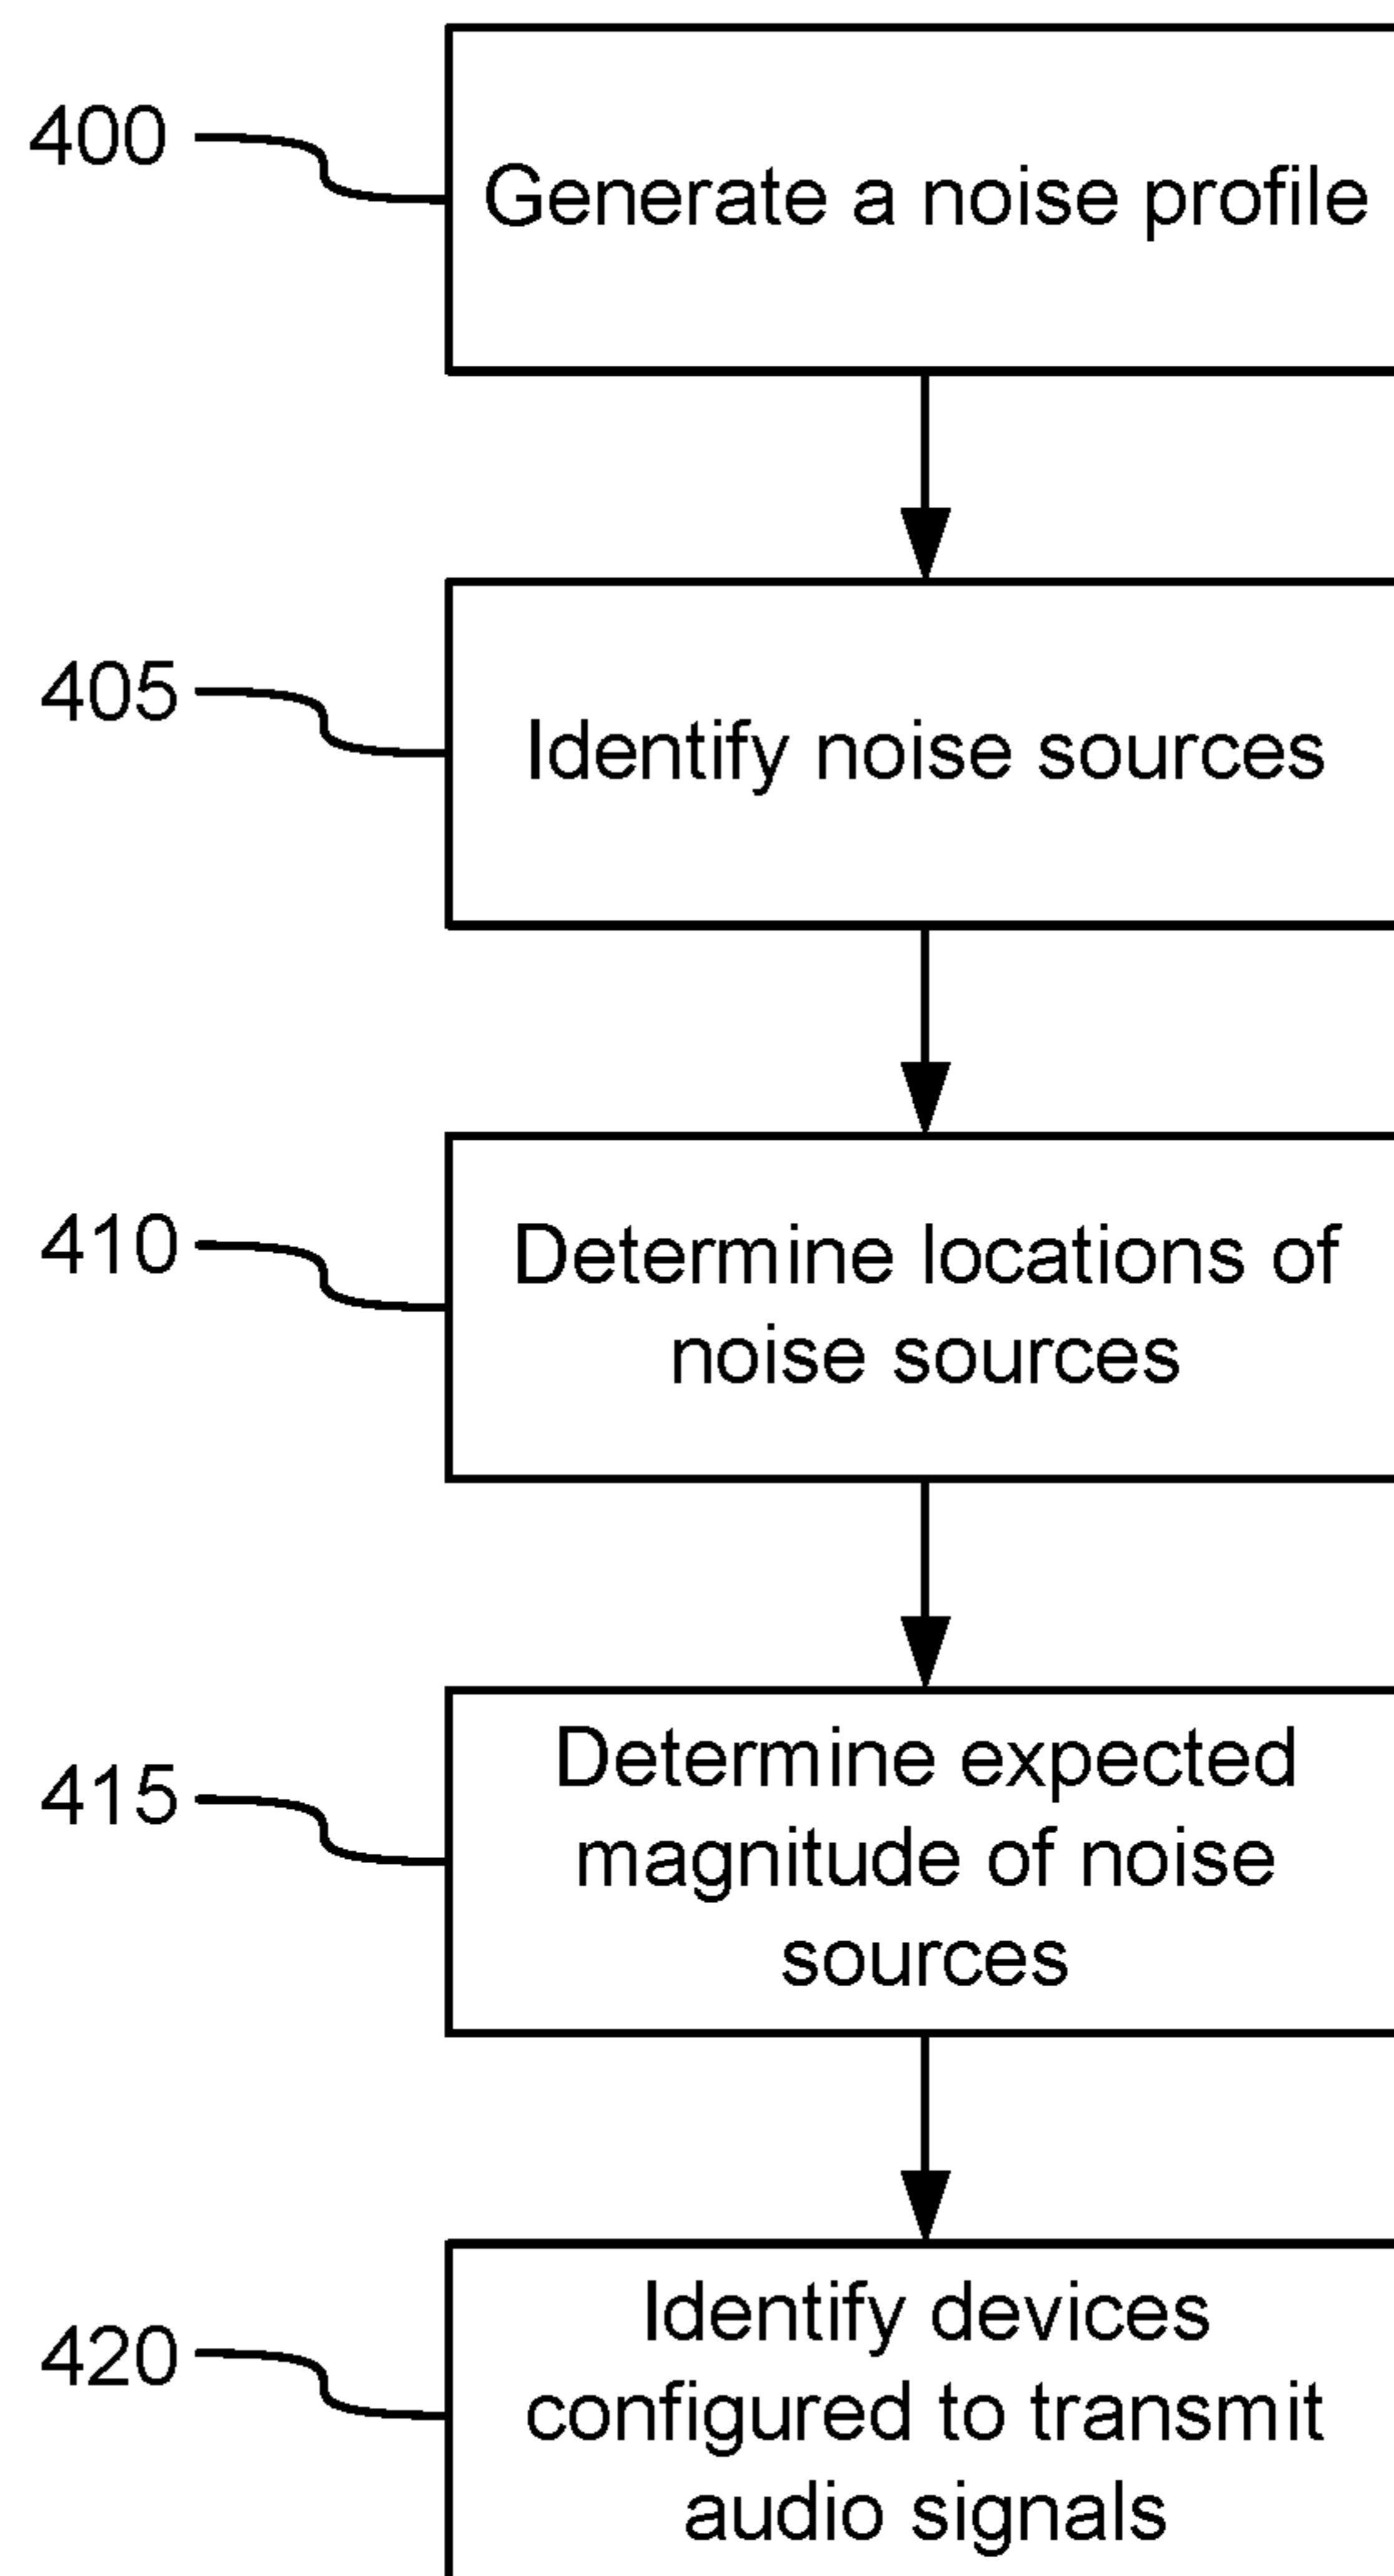 400
Generate a noise profile
405
Identify noise sources
410
Determine locations of
noise sources
415
Determine expected
magnitude of noise
sources
420
Identify devices
configured to transmit
audio signals